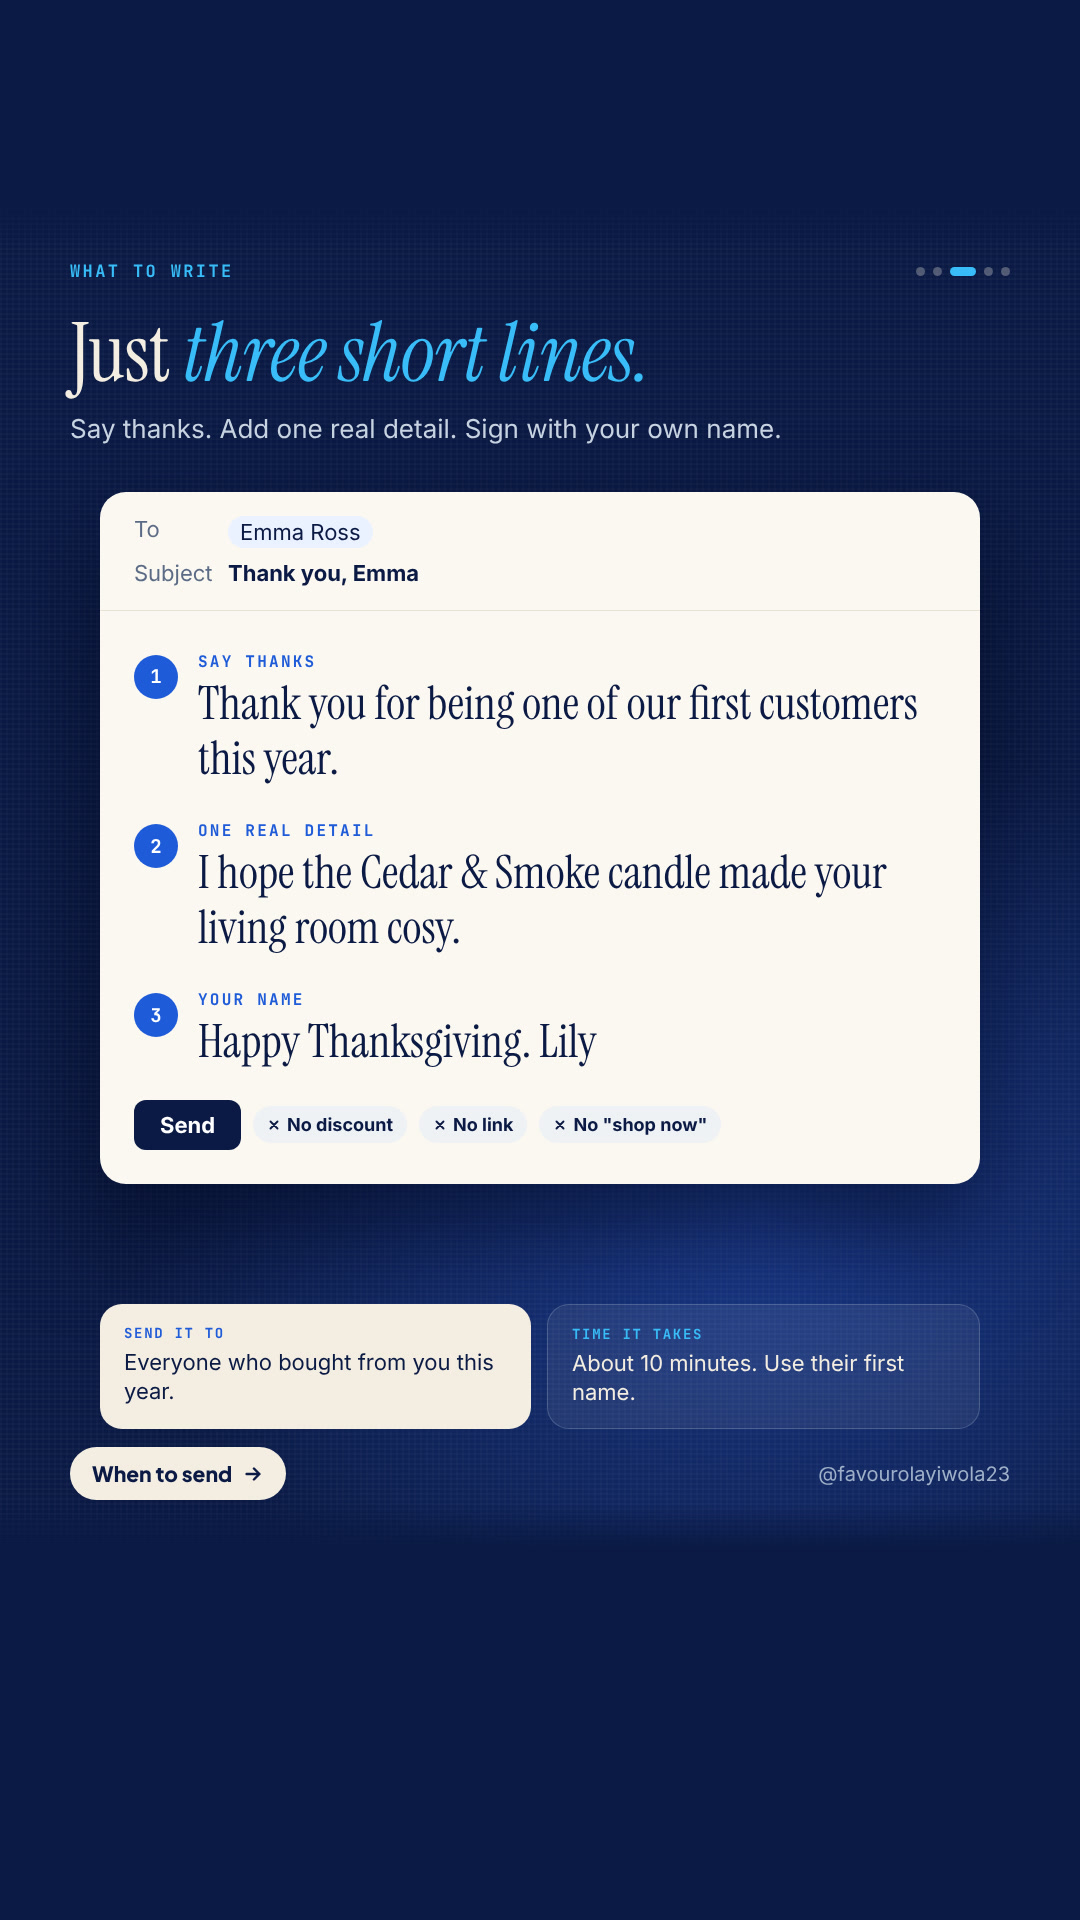 WHAT TO WRITE
Just three short lines.
Say thanks. Add one real detail. Sign with your own name.
To Emma Ross
Subject Thank you, Emma
1 SAY THANKS
Thank you for being one of our first customers
this year.
2 ONE REAL DETAIL
I hope the Cedar & Smoke candle made your
living room cosy.
3 YOUR NAME
Happy Thanksgiving. Lily
Send × No discount × No link × No "shop now"
SEND IT TO
Everyone who bought from you this
year.
TIME IT TAKES
About 10 minutes. Use their first
name.
When to send →
@favourolayiwola23